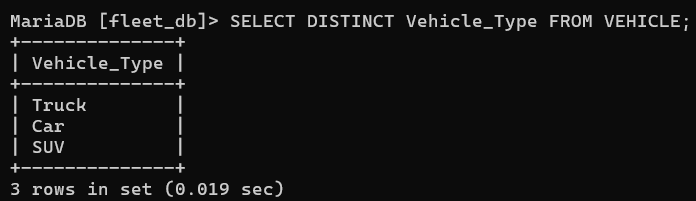 MariaDB [fleet_db]> SELECT DISTINCT Vehicle_Type FROM VEHICLE;
+--------------+
| Vehicle_Type |
+--------------+
| Truck        |
| Car          |
| SUV          |
+--------------+
3 rows in set (0.019 sec)